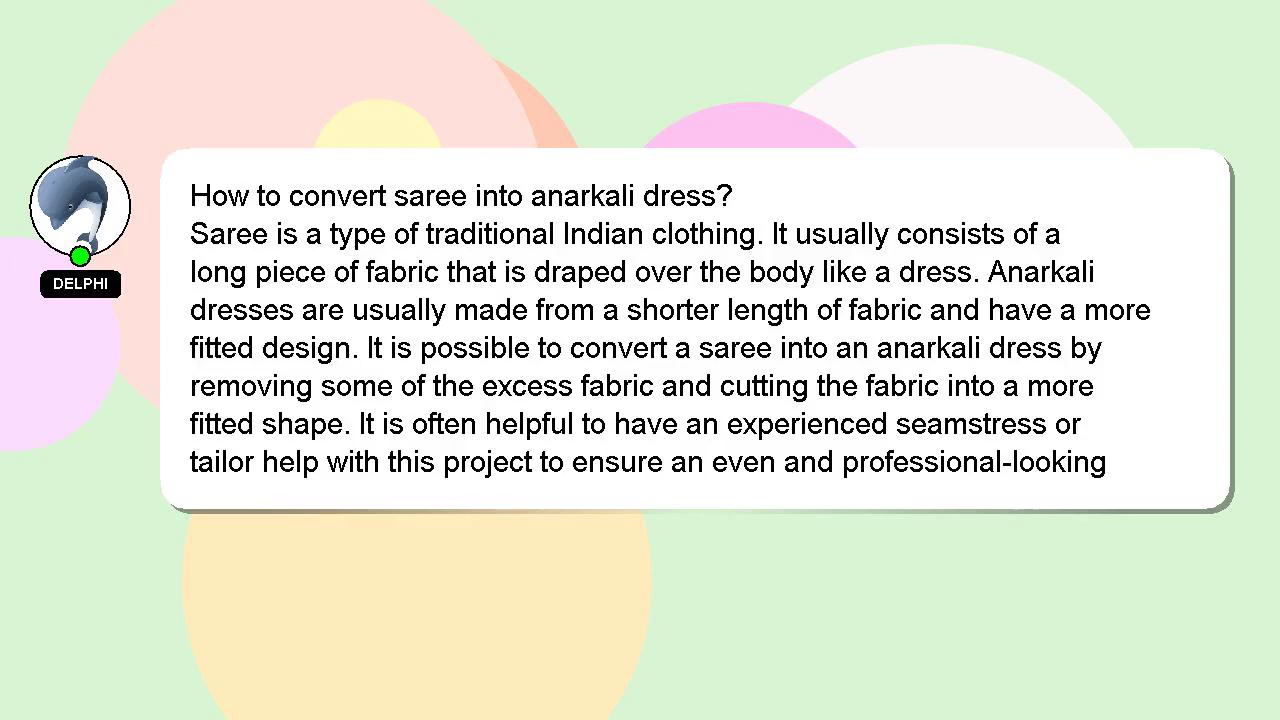 How to convert saree into anarkali dress?
Saree is a type of traditional Indian clothing. It usually consists of a
long piece of fabric that is draped over the body like a dress. Anarkali
dresses are usually made from a shorter length of fabric and have a more
fitted design. It is possible to convert a saree into an anarkali dress by
removing some of the excess fabric and cutting the fabric into a more
fitted shape. It is often helpful to have an experienced seamstress or
tailor help with this project to ensure an even and professional-looking
DELPHI